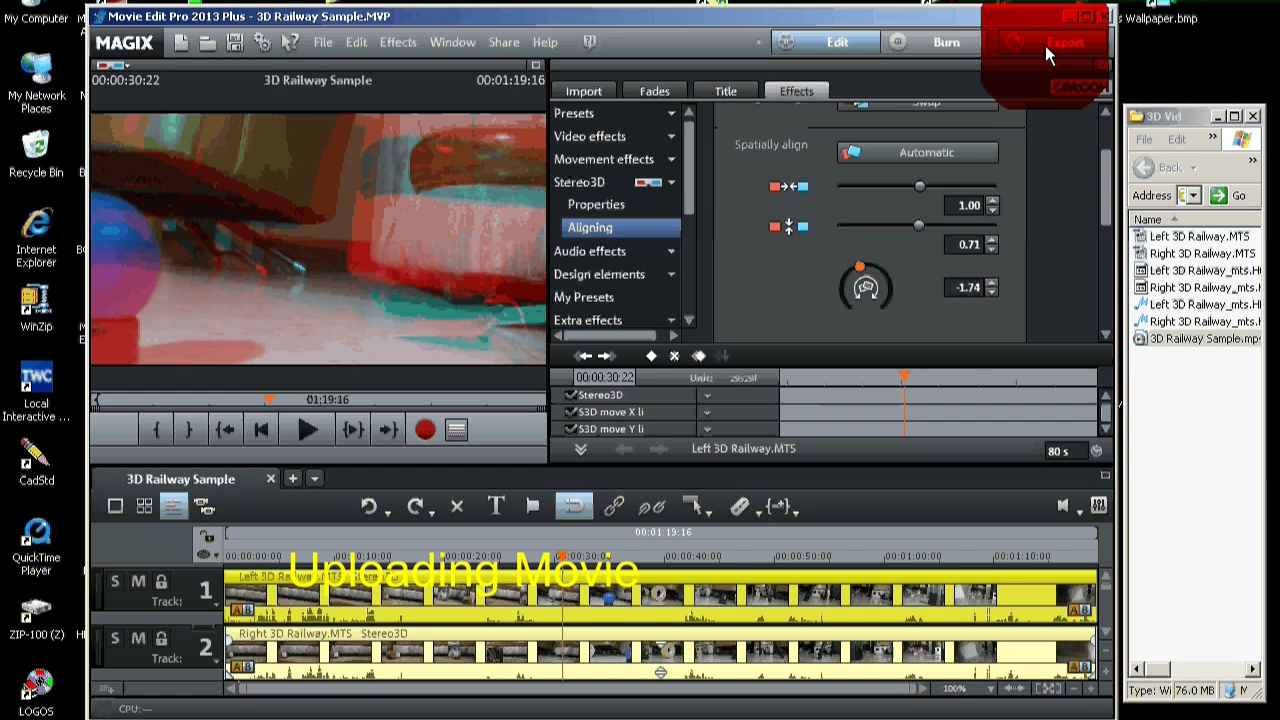 My Computer
Wallpaper.bmp
Movie Edit Pro 2013 Plus - 3D Railway Sample.MVP
MAGIX
File Edit Effects Window Share Help
Edit
Burn
Export
00:00:30:22
3D Railway Sample
00:01:19:16
Import
Fades
Title
Effects
Presets
Video effects
Movement effects
Stereo3D
Properties
Aligning
Audio effects
Design elements
My Presets
Extra effects
Swap
Spatially align
Automatic
1.00
0.71
-1.74
00:00:30:22
Stereo3D
S3D move X li
S3D move Y li
Left 3D Railway.MTS
80 s
01:19:16
3D Railway Sample
00:01:19:16
00:00:00:00
00:00:10:00
00:00:20:00
00:00:30:0
00:00:40:00
00:00:50:00
00:01:00:00
00:01:10:00
Uploading Movie
S M 1
Track:
Stereo3D
S M 2
Track:
Right 3D Railway.MTS Stereo3D
A B
A B
A B
A B
100%
CPU: —
My Network
Places
Recycle Bin
Internet
Explorer
WinZip
TWC
Local
Interactive ...
CadStd
QuickTime
Player
ZIP-100 (Z)
LOGOS
3D Vid
File Edit
Back
Address
Go
Name
Left 3D Railway.MTS
Right 3D Railway.MTS
Left 3D Railway_mts.H
Right 3D Railway_mts.H
Left 3D Railway_mts.
Right 3D Railway_mts.
3D Railway Sample.mp
Type: Wi
76.0 MB
M